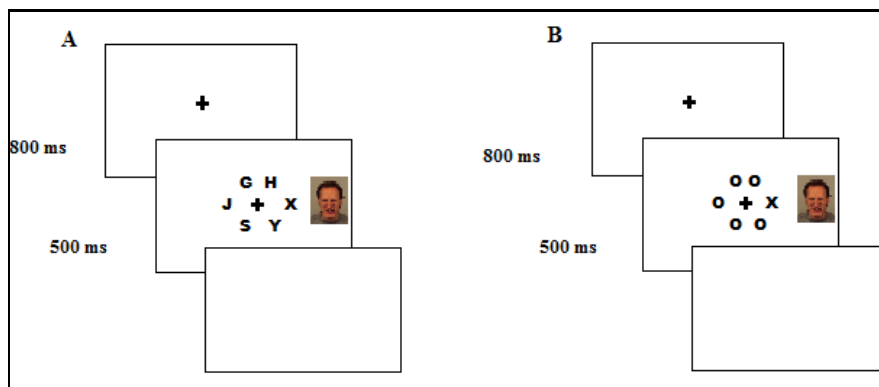 A
800 ms
G H
J + X
S Y
500 ms
B
800 ms
O O
O + X
O O
500 ms